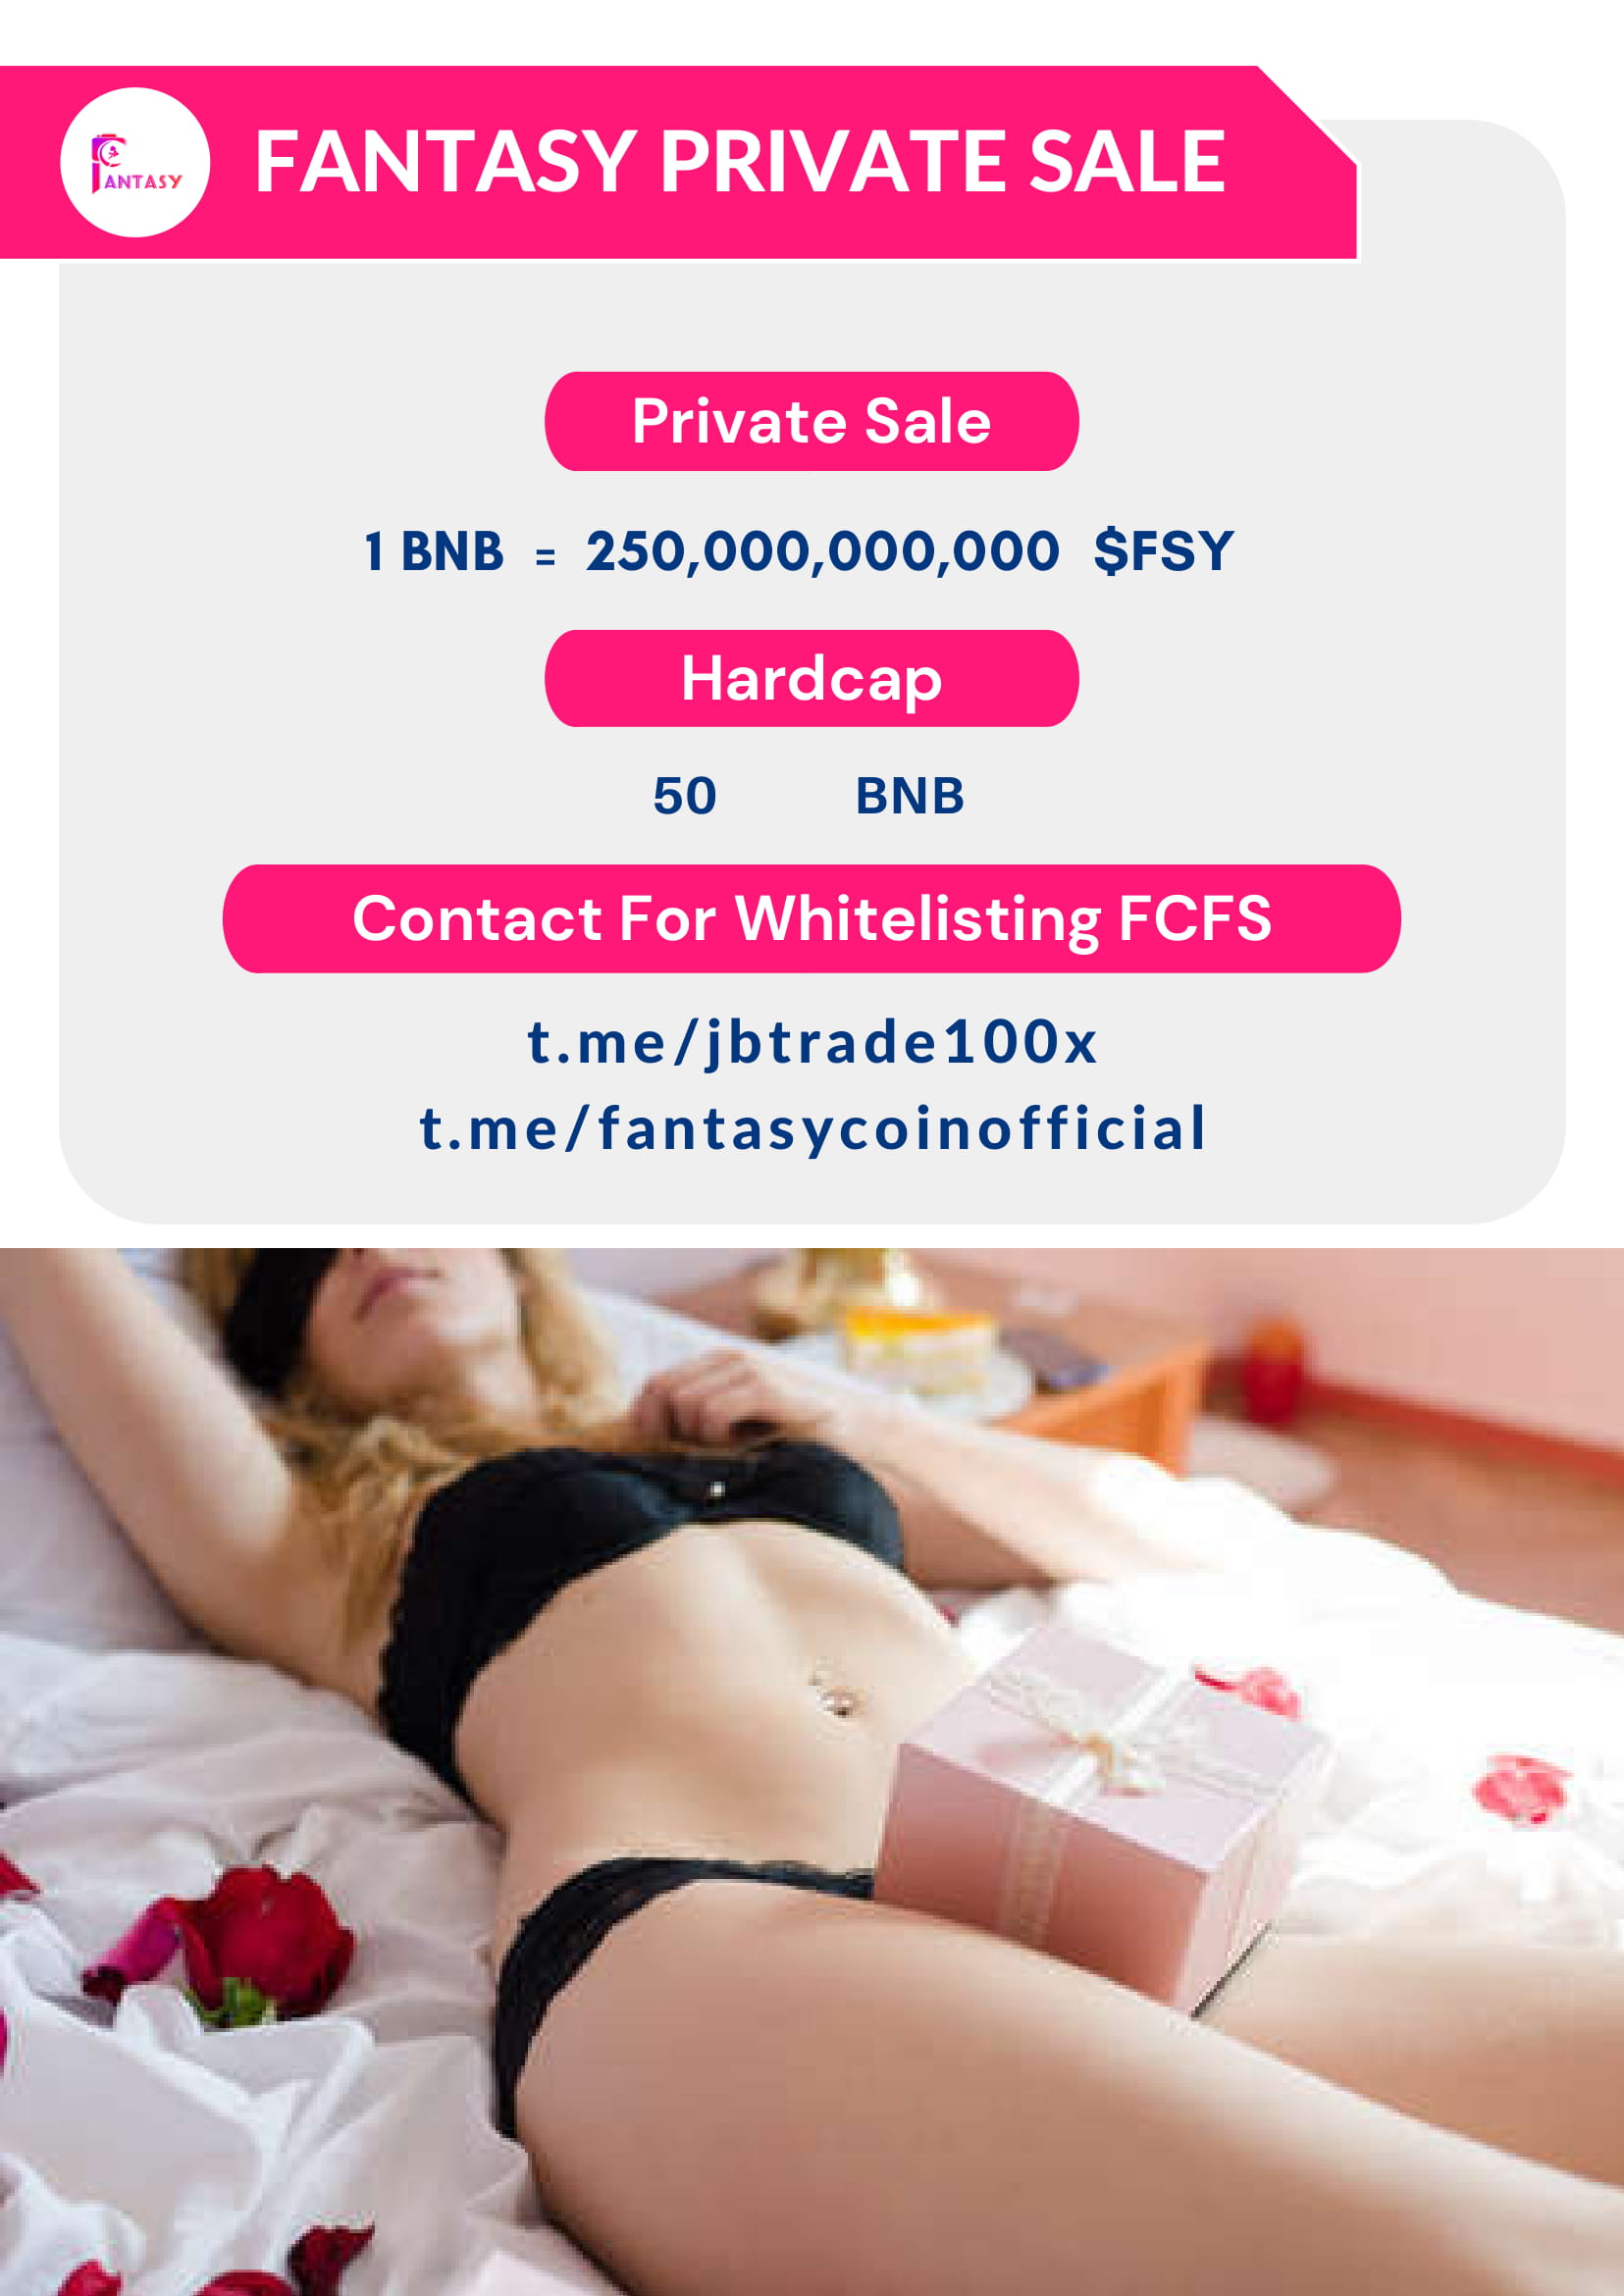 FANTASY
FANTASY PRIVATE SALE
Private Sale
1 BNB = 250,000,000,000 $FSY
Hardcap
50 BNB
Contact For Whitelisting FCFS
t.me/jbtrade100x
t.me/fantasycoinofficial